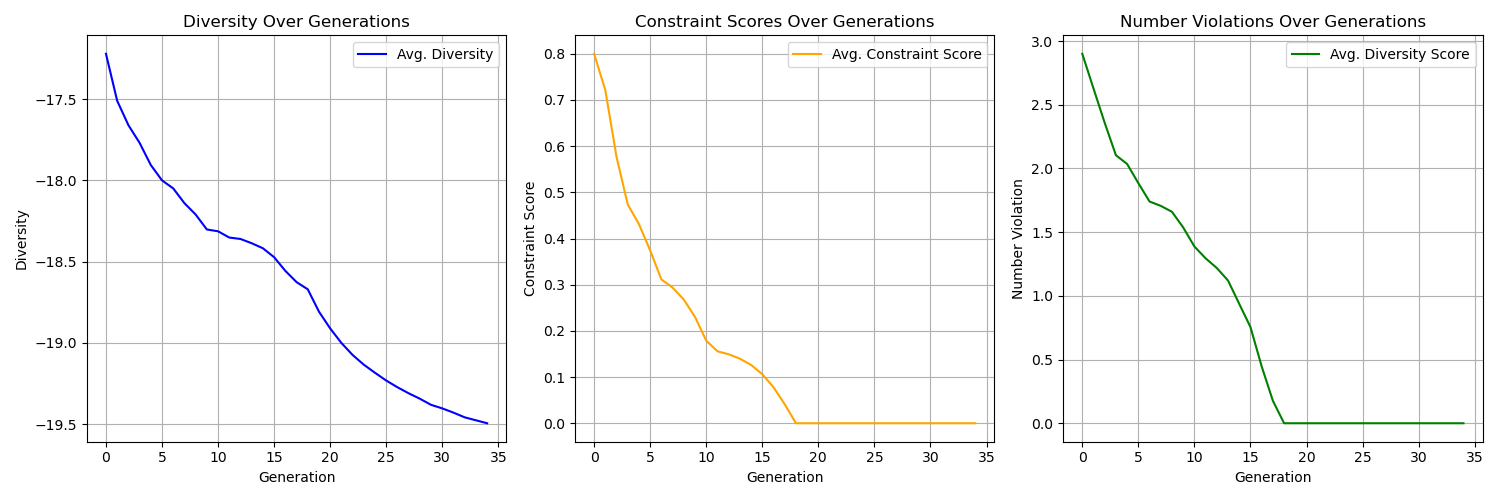 Diversity Over Generations
Avg. Diversity
−17.5
−18.0
−18.5
−19.0
−19.5
Diversity
0 5 10 15 20 25 30 35
Generation
Constraint Scores Over Generations
Avg. Constraint Score
0.8
0.7
0.6
0.5
0.4
0.3
0.2
0.1
0.0
Constraint Score
0 5 10 15 20 25 30 35
Generation
Number Violations Over Generations
Avg. Diversity Score
3.0
2.5
2.0
1.5
1.0
0.5
0.0
Number Violation
0 5 10 15 20 25 30 35
Generation